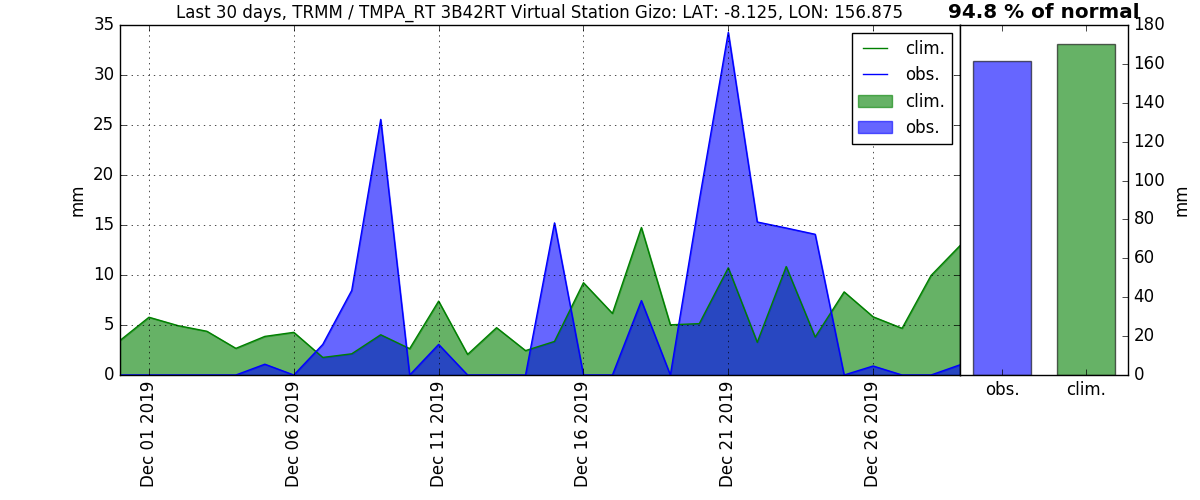 Last 30 days, TRMM / TMPA_RT 3B42RT Virtual Station Gizo: LAT: -8.125, LON: 156.875
94.8 % of normal
35
30
25
20
15
10
5
0
mm
clim.
obs.
clim.
obs.
Dec 01 2019
Dec 06 2019
Dec 11 2019
Dec 16 2019
Dec 21 2019
Dec 26 2019
180
160
140
120
100
80
60
40
20
0
mm
obs.
clim.